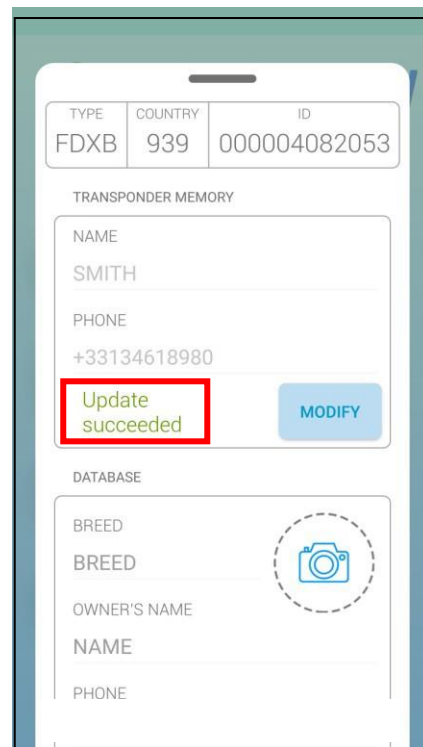 TYPE COUNTRY ID
FDXB 939 000004082053
TRANSPONDER MEMORY
NAME
SMITH
PHONE
+33134618980
Update
succeeded
MODIFY
DATABASE
BREED
BREED
OWNER'S NAME
NAME
PHONE